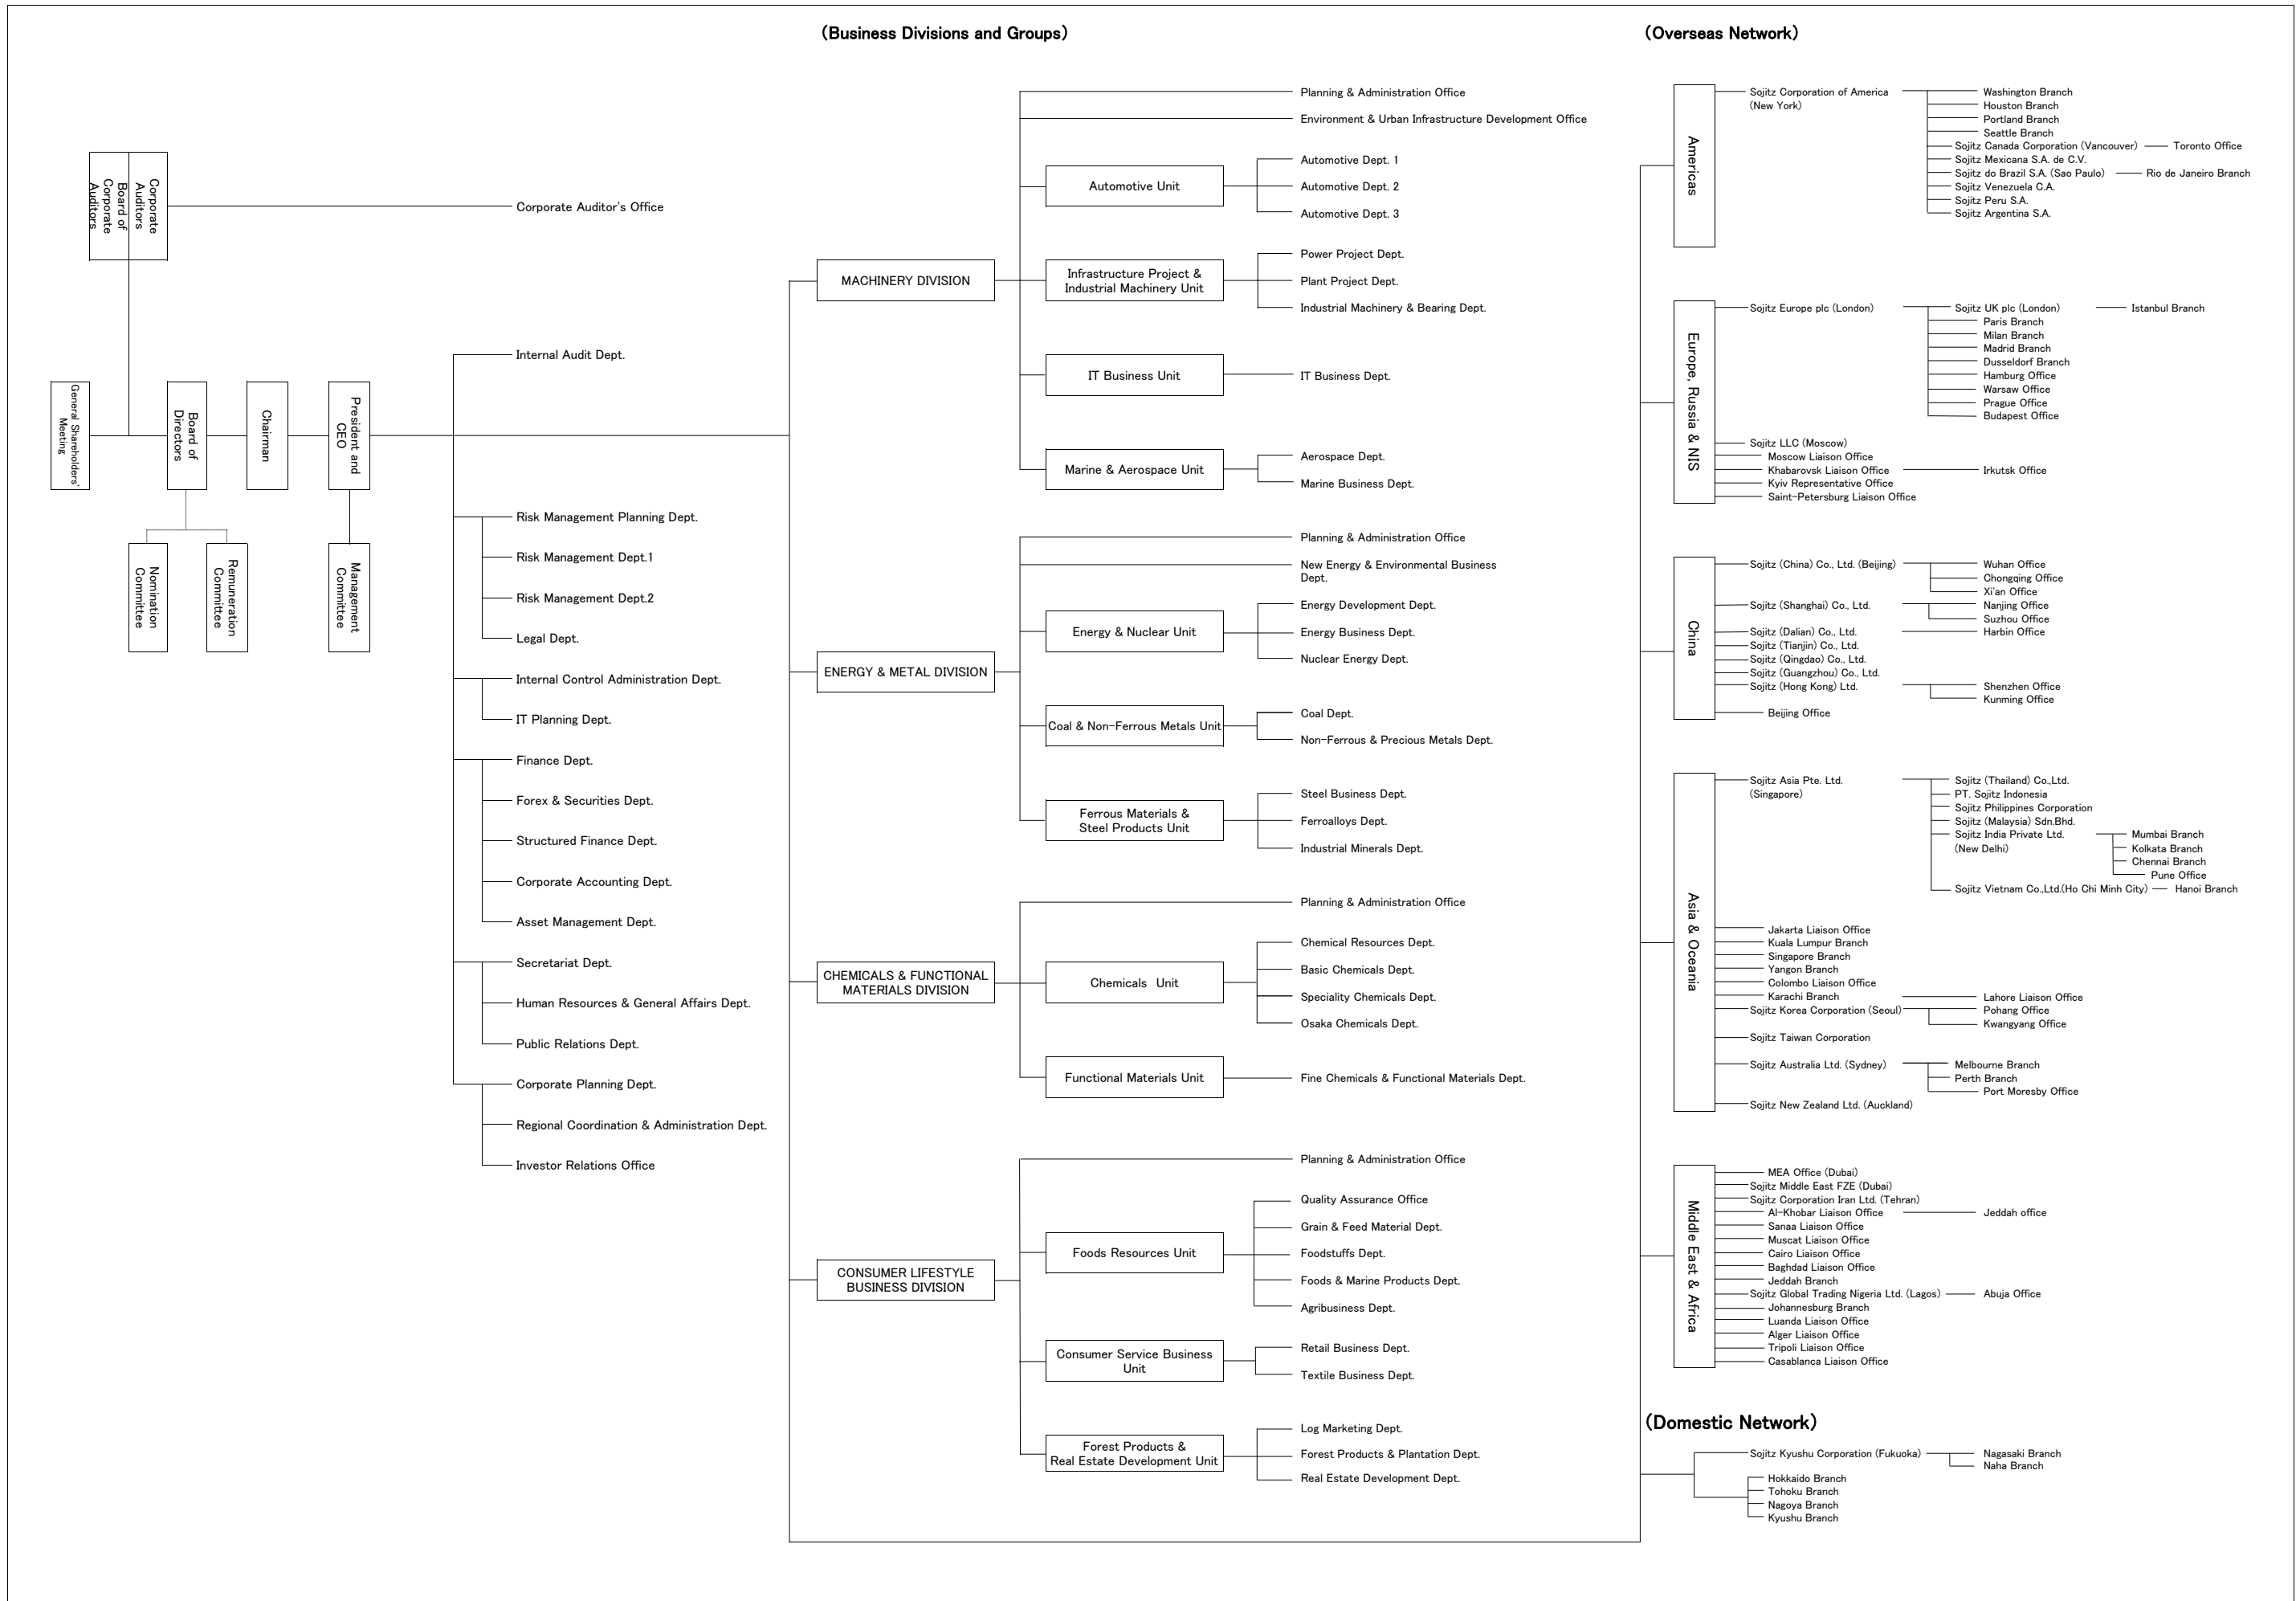 (Business Divisions and Groups)
(Overseas Network)
Corporate
Auditors
Board of
Corporate
Auditors
Corporate Auditor's Office
General Shareholders'
Meeting
Board of
Directors
Chairman
President and
CEO
Nomination
Committee
Remuneration
Committee
Management
Committee
Internal Audit Dept.
Risk Management Planning Dept.
Risk Management Dept.1
Risk Management Dept.2
Legal Dept.
Internal Control Administration Dept.
IT Planning Dept.
Finance Dept.
Forex & Securities Dept.
Structured Finance Dept.
Corporate Accounting Dept.
Asset Management Dept.
Secretariat Dept.
Human Resources & General Affairs Dept.
Public Relations Dept.
Corporate Planning Dept.
Regional Coordination & Administration Dept.
Investor Relations Office
MACHINERY DIVISION
Planning & Administration Office
Environment & Urban Infrastructure Development Office
Automotive Unit
Automotive Dept. 1
Automotive Dept. 2
Automotive Dept. 3
Infrastructure Project &
Industrial Machinery Unit
Power Project Dept.
Plant Project Dept.
Industrial Machinery & Bearing Dept.
IT Business Unit
IT Business Dept.
Marine & Aerospace Unit
Aerospace Dept.
Marine Business Dept.
ENERGY & METAL DIVISION
Planning & Administration Office
New Energy & Environmental Business
Dept.
Energy & Nuclear Unit
Energy Development Dept.
Energy Business Dept.
Nuclear Energy Dept.
Coal & Non-Ferrous Metals Unit
Coal Dept.
Non-Ferrous & Precious Metals Dept.
Ferrous Materials &
Steel Products Unit
Steel Business Dept.
Ferroalloys Dept.
Industrial Minerals Dept.
CHEMICALS & FUNCTIONAL
MATERIALS DIVISION
Planning & Administration Office
Chemicals Unit
Chemical Resources Dept.
Basic Chemicals Dept.
Speciality Chemicals Dept.
Osaka Chemicals Dept.
Functional Materials Unit
Fine Chemicals & Functional Materials Dept.
CONSUMER LIFESTYLE
BUSINESS DIVISION
Planning & Administration Office
Foods Resources Unit
Quality Assurance Office
Grain & Feed Material Dept.
Foodstuffs Dept.
Foods & Marine Products Dept.
Agribusiness Dept.
Consumer Service Business
Unit
Retail Business Dept.
Textile Business Dept.
Forest Products &
Real Estate Development Unit
Log Marketing Dept.
Forest Products & Plantation Dept.
Real Estate Development Dept.
Americas
Sojitz Corporation of America
(New York)
Washington Branch
Houston Branch
Portland Branch
Seattle Branch
Sojitz Canada Corporation (Vancouver)
Toronto Office
Sojitz Mexicana S.A. de C.V.
Sojitz do Brazil S.A. (Sao Paulo)
Rio de Janeiro Branch
Sojitz Venezuela C.A.
Sojitz Peru S.A.
Sojitz Argentina S.A.
Europe, Russia & NIS
Sojitz Europe plc (London)
Sojitz UK plc (London)
Istanbul Branch
Paris Branch
Milan Branch
Madrid Branch
Dusseldorf Branch
Hamburg Office
Warsaw Office
Prague Office
Budapest Office
Sojitz LLC (Moscow)
Moscow Liaison Office
Khabarovsk Liaison Office
Irkutsk Office
Kyiv Representative Office
Saint-Petersburg Liaison Office
China
Sojitz (China) Co., Ltd. (Beijing)
Wuhan Office
Chongqing Office
Xi'an Office
Sojitz (Shanghai) Co., Ltd.
Nanjing Office
Suzhou Office
Sojitz (Dalian) Co., Ltd.
Harbin Office
Sojitz (Tianjin) Co., Ltd.
Sojitz (Qingdao) Co., Ltd.
Sojitz (Guangzhou) Co., Ltd.
Sojitz (Hong Kong) Ltd.
Shenzhen Office
Kunming Office
Beijing Office
Asia & Oceania
Sojitz Asia Pte. Ltd.
(Singapore)
Sojitz (Thailand) Co.,Ltd.
PT. Sojitz Indonesia
Sojitz Philippines Corporation
Sojitz (Malaysia) Sdn.Bhd.
Sojitz India Private Ltd.
(New Delhi)
Mumbai Branch
Kolkata Branch
Chennai Branch
Pune Office
Sojitz Vietnam Co.,Ltd.(Ho Chi Minh City)
Hanoi Branch
Jakarta Liaison Office
Kuala Lumpur Branch
Singapore Branch
Yangon Branch
Colombo Liaison Office
Karachi Branch
Lahore Liaison Office
Sojitz Korea Corporation (Seoul)
Pohang Office
Kwangyang Office
Sojitz Taiwan Corporation
Sojitz Australia Ltd. (Sydney)
Melbourne Branch
Perth Branch
Port Moresby Office
Sojitz New Zealand Ltd. (Auckland)
Middle East & Africa
MEA Office (Dubai)
Sojitz Middle East FZE (Dubai)
Sojitz Corporation Iran Ltd. (Tehran)
Al-Khobar Liaison Office
Jeddah office
Sanaa Liaison Office
Muscat Liaison Office
Cairo Liaison Office
Baghdad Liaison Office
Jeddah Branch
Sojitz Global Trading Nigeria Ltd. (Lagos)
Abuja Office
Johannesburg Branch
Luanda Liaison Office
Alger Liaison Office
Tripoli Liaison Office
Casablanca Liaison Office
(Domestic Network)
Sojitz Kyushu Corporation (Fukuoka)
Nagasaki Branch
Naha Branch
Hokkaido Branch
Tohoku Branch
Nagoya Branch
Kyushu Branch